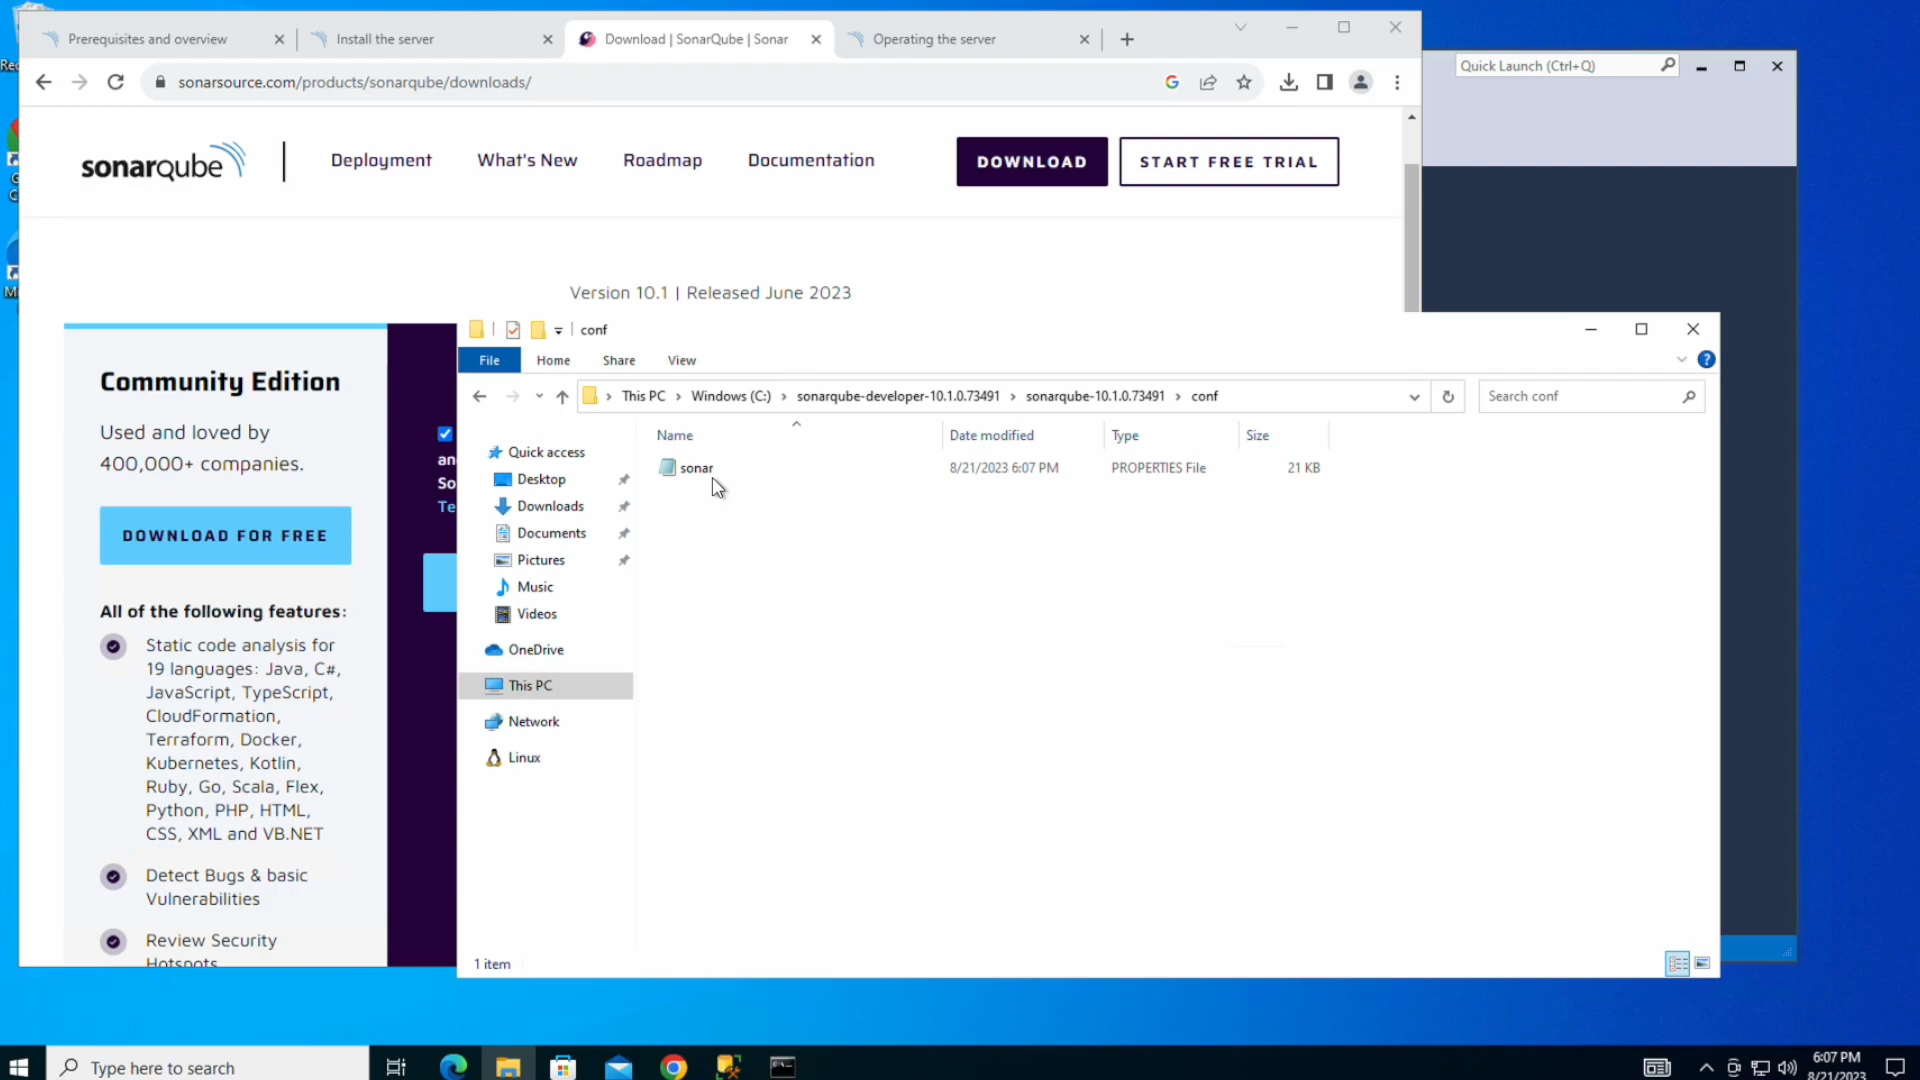 Prerequisites and overview
Install the server
Download | SonarQube | Sonar
Operating the server
sonarsource.com/products/sonarqube/downloads/
Quick Launch (Ctrl+Q)
sonarqube
Deployment
What's New
Roadmap
Documentation
DOWNLOAD
START FREE TRIAL
Version 10.1 | Released June 2023
Community Edition
Used and loved by
400,000+ companies.
DOWNLOAD FOR FREE
All of the following features:
Static code analysis for
19 languages: Java, C#,
JavaScript, TypeScript,
CloudFormation,
Terraform, Docker,
Kubernetes, Kotlin,
Ruby, Go, Scala, Flex,
Python, PHP, HTML,
CSS, XML and VB.NET
Detect Bugs & basic
Vulnerabilities
Review Security
Hotspots
an
So
Te
conf
File
Home
Share
View
This PC
Windows (C:)
sonarqube-developer-10.1.0.73491
sonarqube-10.1.0.73491
conf
Search conf
Name
Date modified
Type
Size
sonar
8/21/2023 6:07 PM
PROPERTIES File
21 KB
Quick access
Desktop
Downloads
Documents
Pictures
Music
Videos
OneDrive
This PC
Network
Linux
1 item
Type here to search
6:07 PM
8/21/2023